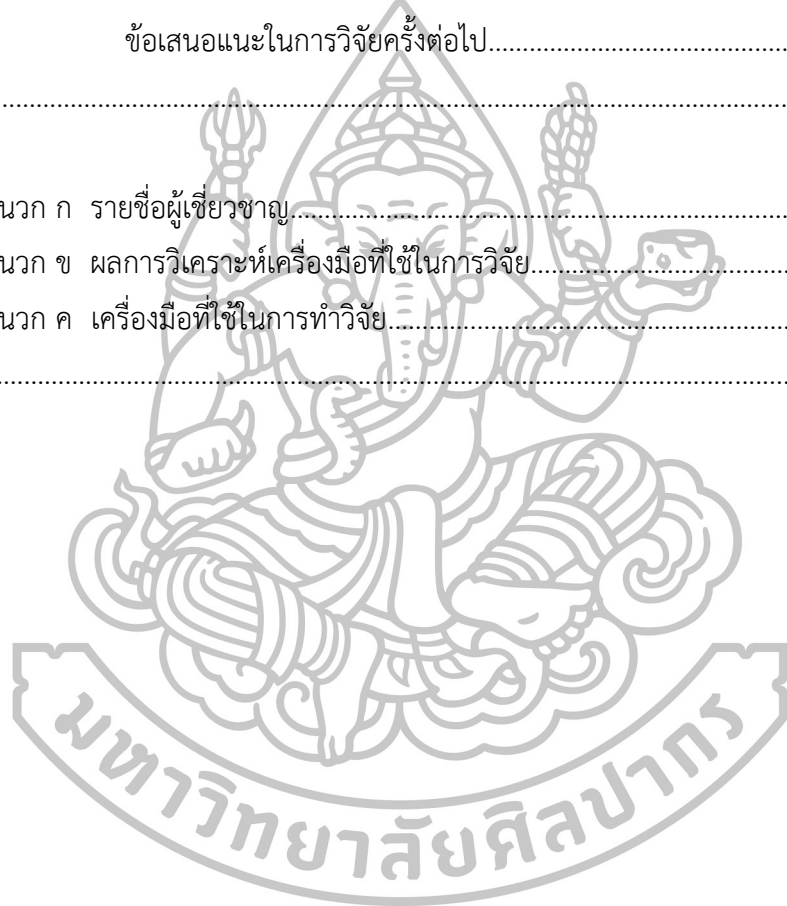 ข้อเสนอแนะในการวิจัยครั้งต่อไป................................................
................................................................................................
นวก ก รายชื่อผู้เชี่ยวชาญ................................................................
นวก ข ผลการวิเคราะห์เครื่องมือที่ใช้ในการวิจัย........................................
นวก ค เครื่องมือที่ใช้ในการทำวิจัย........................................................
................................................................................................
มหาวิทยาลัยศิลปากร